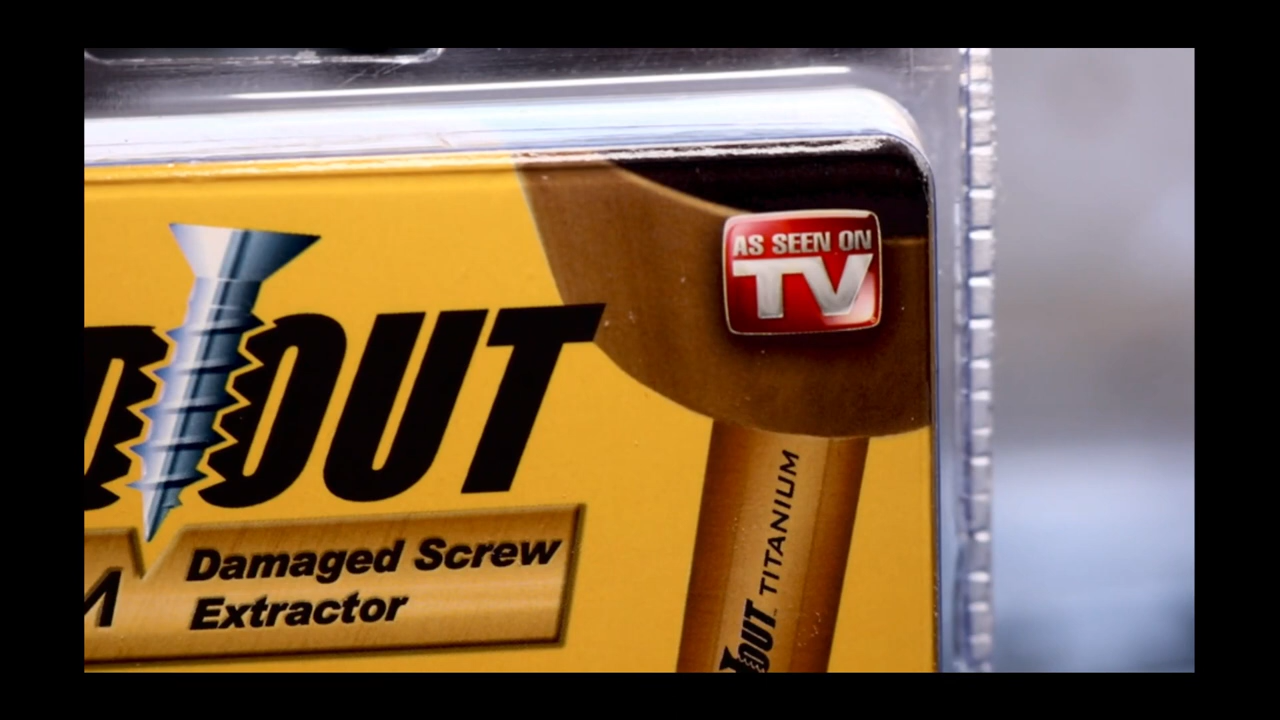 AS SEEN ON
TV
OUT
Damaged Screw
Extractor
TITANIUM
OUT